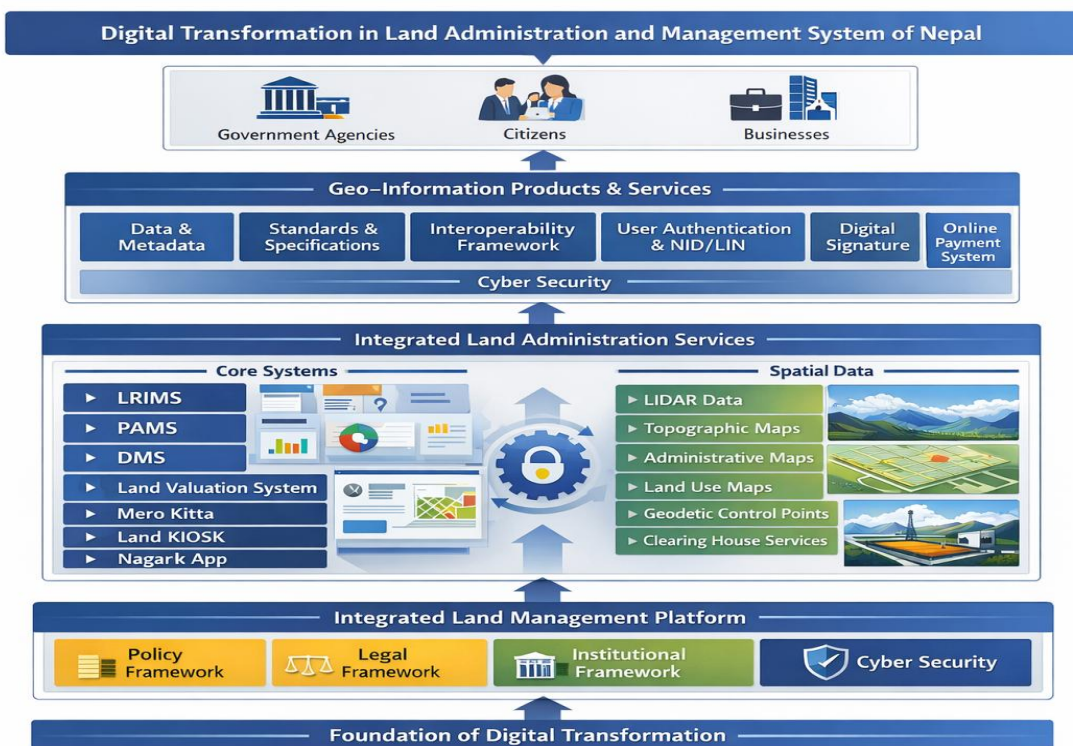 Digital Transformation in Land Administration and Management System of Nepal
Government Agencies
Citizens
Businesses
Geo-Information Products & Services
Data &
Metadata
Standards &
Specifications
Interoperability
Framework
User Authentication
& NID/LIN
Digital
Signature
Online
Payment
System
Cyber Security
Integrated Land Administration Services
Core Systems
LRIMS
PAMS
DMS
Land Valuation System
Mero Kitta
Land KIOSK
Nagark App
Spatial Data
LIDAR Data
Topographic Maps
Administrative Maps
Land Use Maps
Geodetic Control Points
Clearing House Services
Integrated Land Management Platform
Policy
Framework
Legal
Framework
Institutional
Framework
Cyber Security
Foundation of Digital Transformation